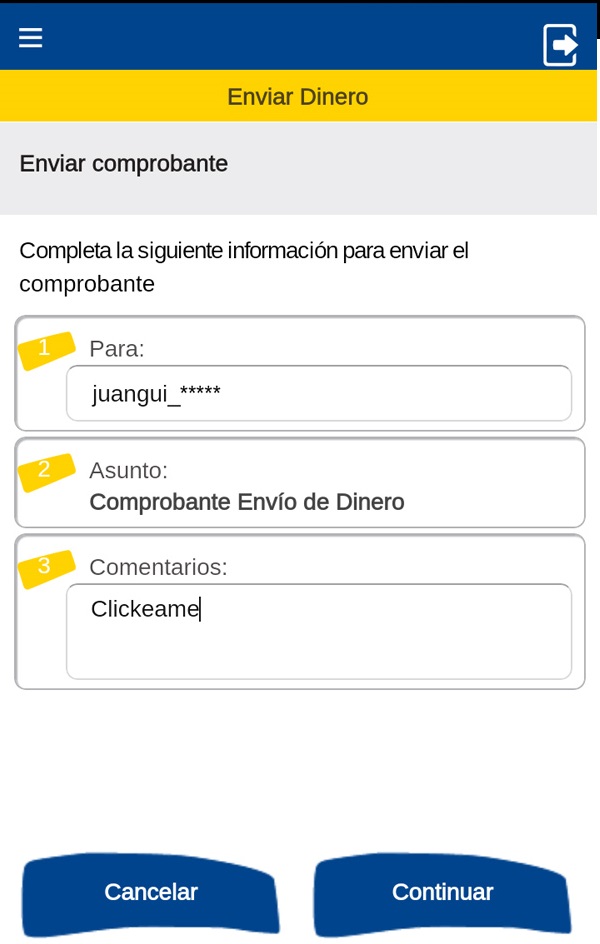 Enviar Dinero
Enviar comprobante
Completa la siguiente información para enviar el
comprobante
1 Para:
juangui_*****
2 Asunto:
Comprobante Envío de Dinero
3 Comentarios:
Clickeame
Cancelar Continuar